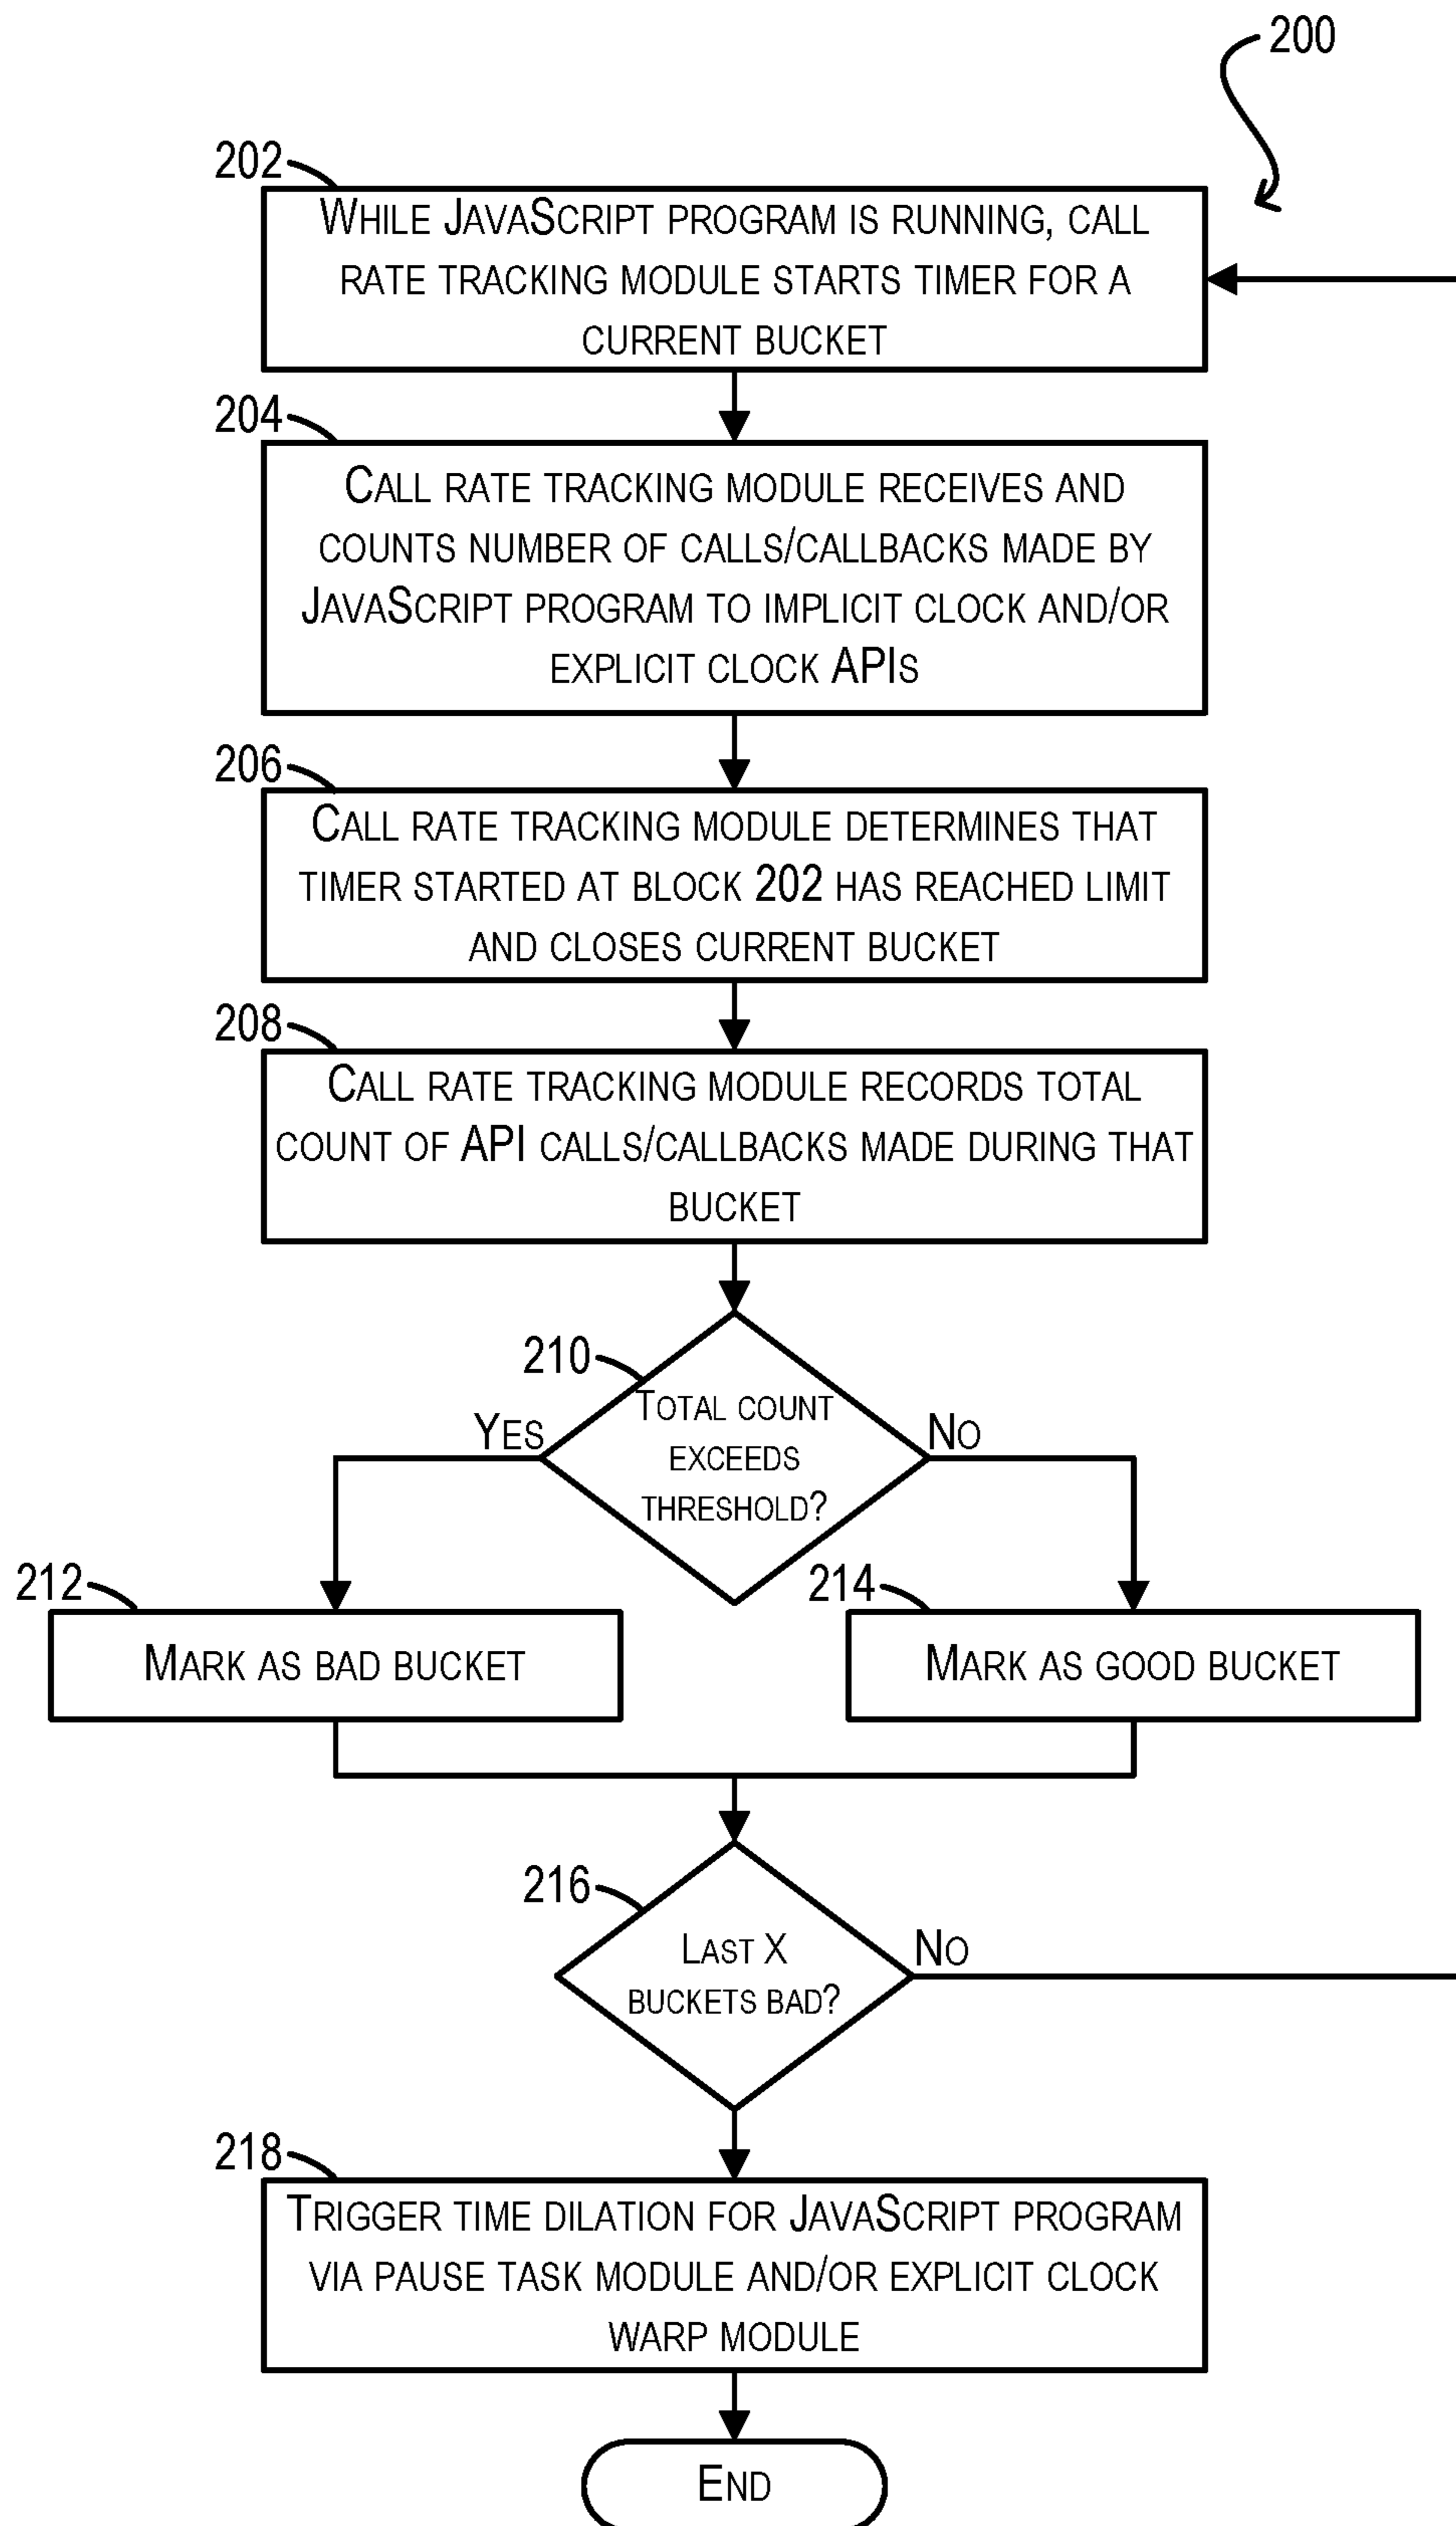 200
202
While JavaScript program is running, call
rate tracking module starts timer for a
current bucket
204
Call rate tracking module receives and
counts number of calls/callbacks made by
JavaScript program to implicit clock and/or
explicit clock APIs
206
Call rate tracking module determines that
timer started at block 202 has reached limit
and closes current bucket
208
Call rate tracking module records total
count of API calls/callbacks made during that
bucket
210
Total count
exceeds
threshold?
Yes
No
212
Mark as bad bucket
214
Mark as good bucket
216
Last X
buckets bad?
No
218
Trigger time dilation for JavaScript program
via pause task module and/or explicit clock
warp module
End